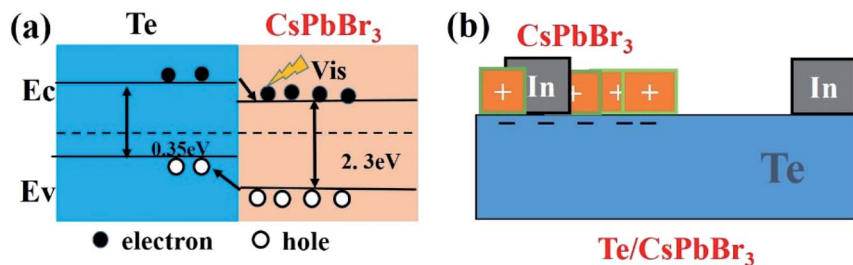 (a)
Te
CsPbBr3
Ec
Vis
0.35eV
2. 3eV
Ev
electron
hole
(b)
CsPbBr3
+
In
+
+
+
In
Te
Te/CsPbBr3